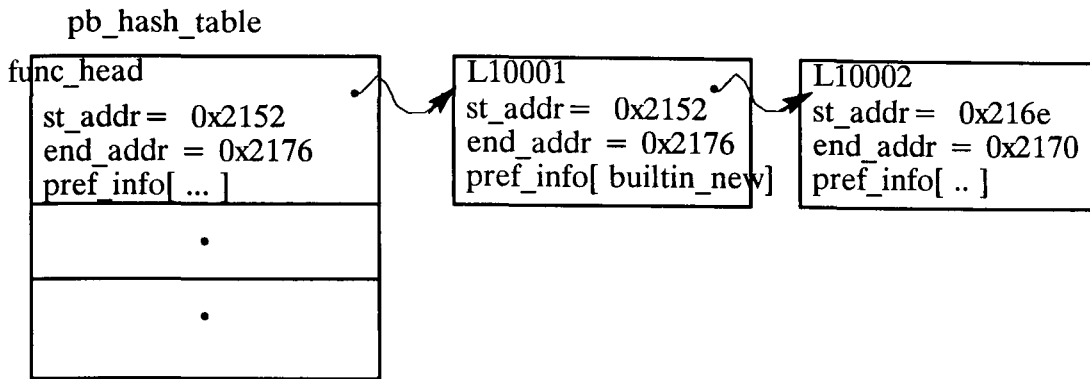 pb_hash_table
func_head
st_addr = 0x2152
end_addr = 0x2176
pref_info[ ... ]
L10001
st_addr = 0x2152
end_addr = 0x2176
pref_info[ builtin_new]
L10002
st_addr = 0x216e
end_addr = 0x2170
pref_info[ .. ]